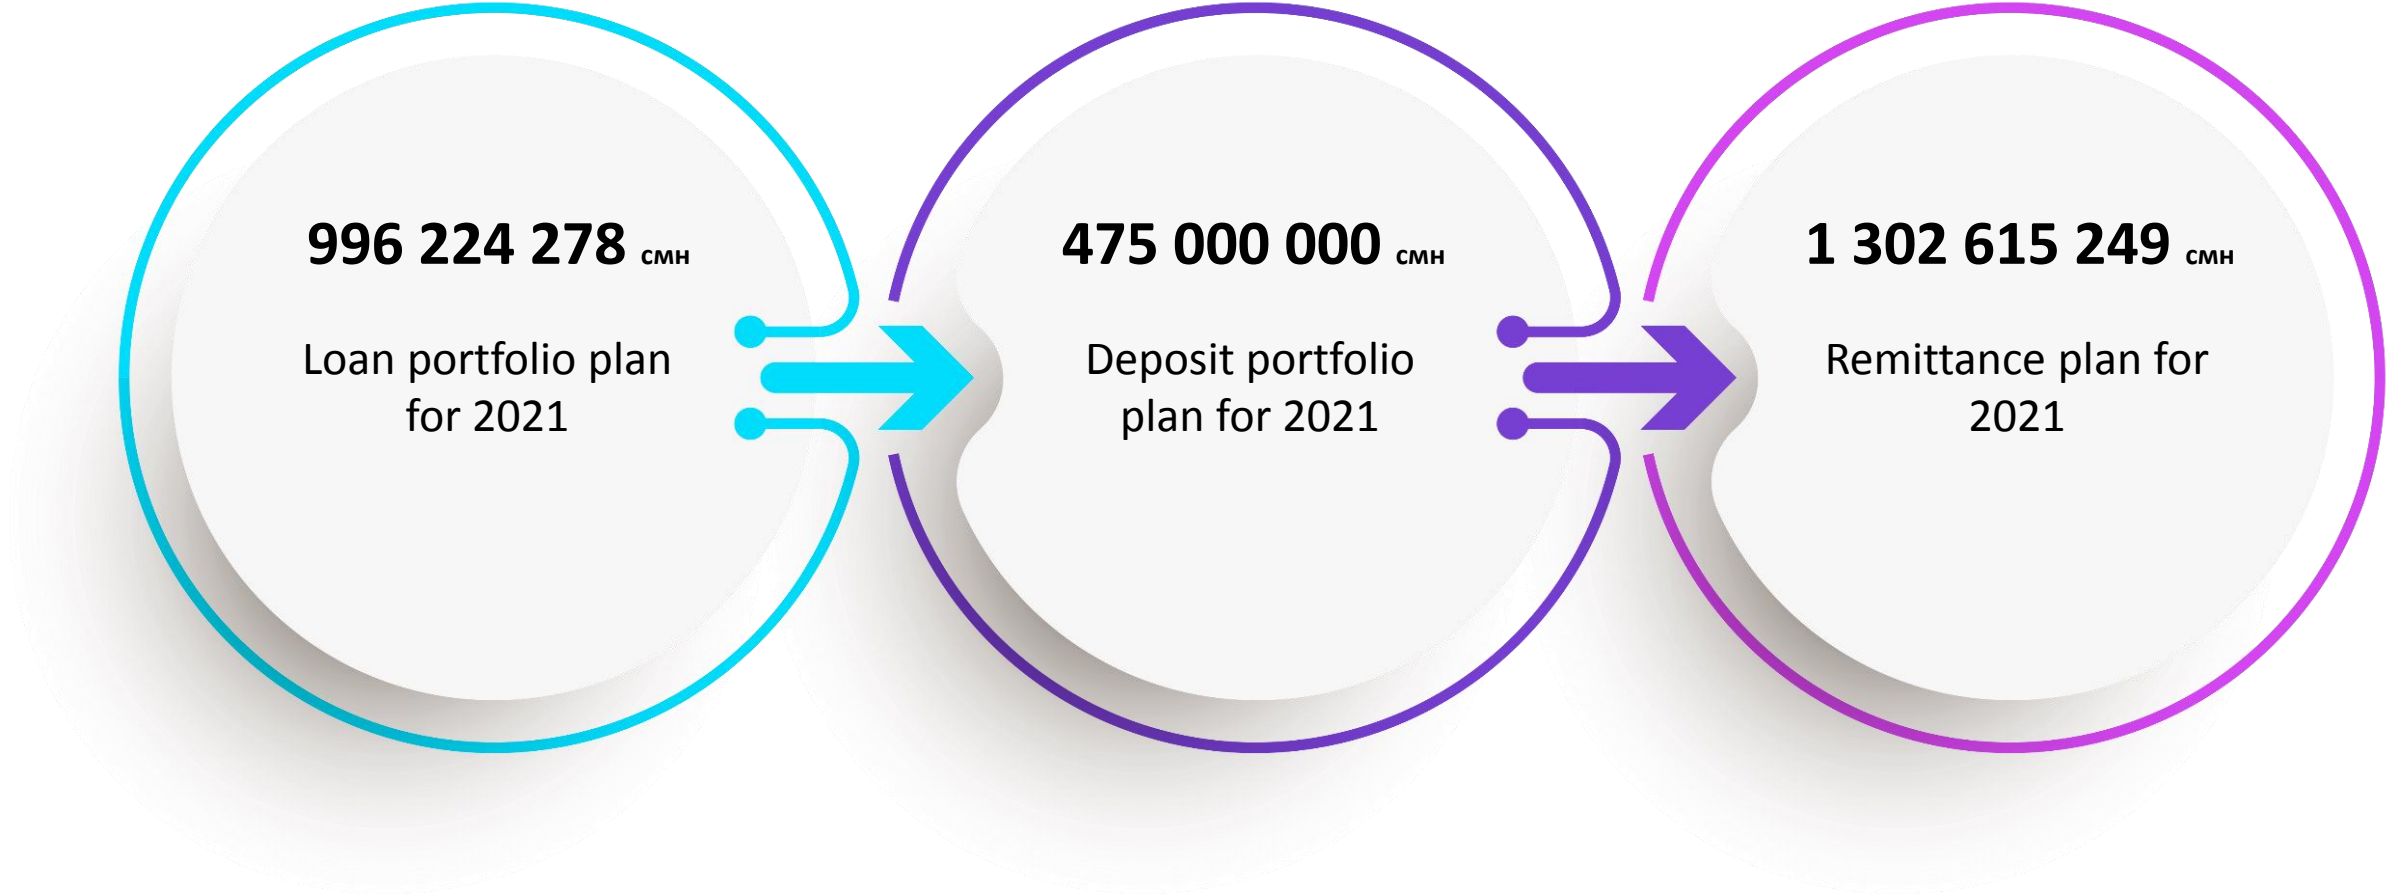 996 224 278 смн
Loan portfolio plan
for 2021
475 000 000 смн
Deposit portfolio
plan for 2021
1 302 615 249 смн
Remittance plan for
2021